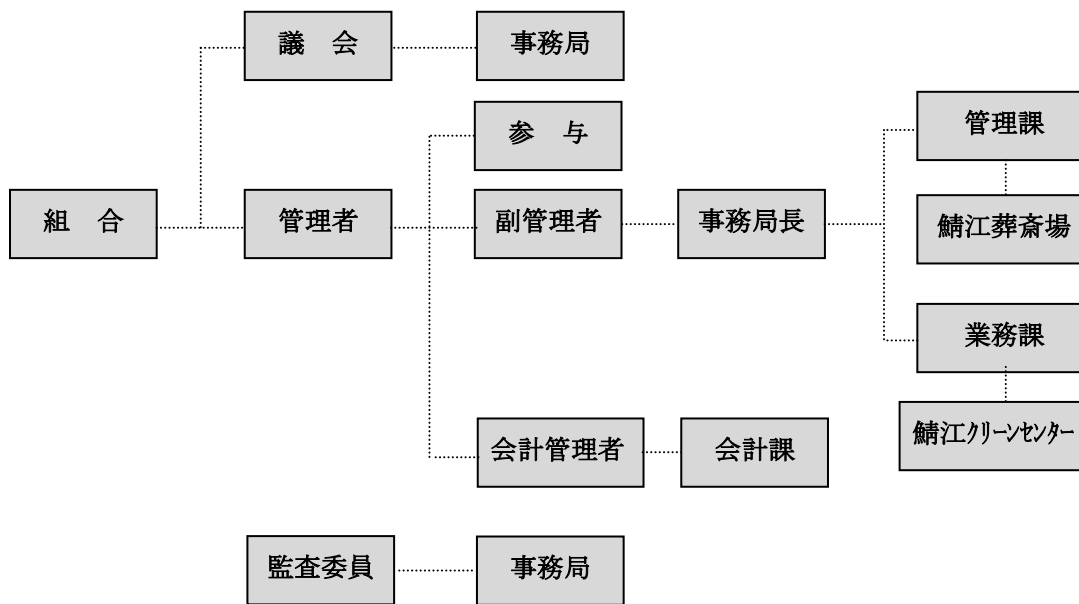 議　会
事務局
参　与
管理課
組　合
管理者
副管理者
事務局長
鯖江葬斎場
業務課
鯖江ｸﾘｰﾝｾﾝﾀｰ
会計管理者
会計課
監査委員
事務局